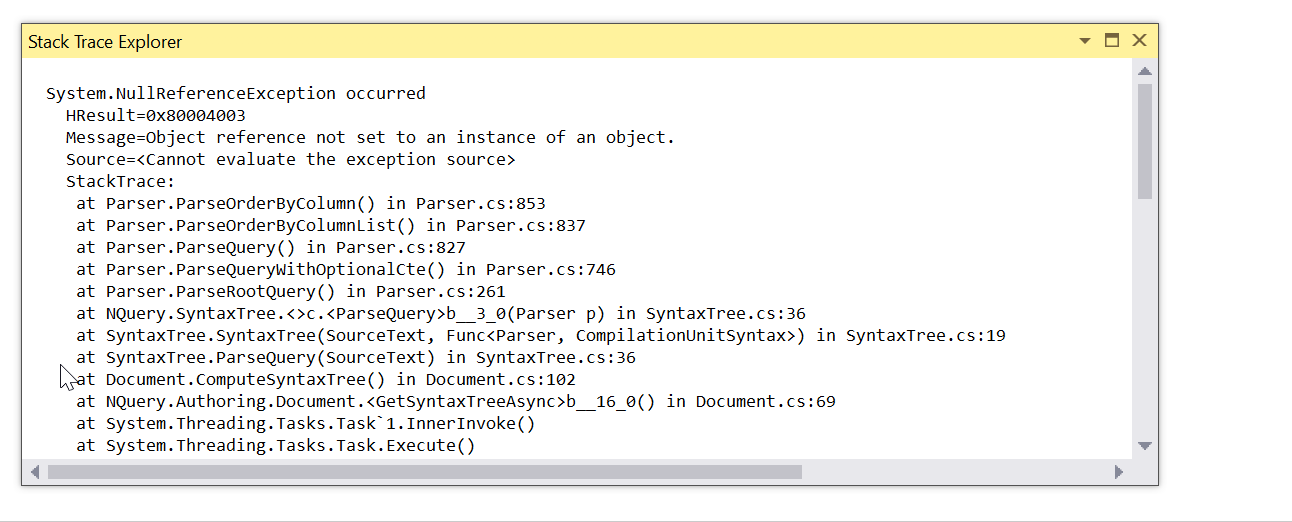 Stack Trace Explorer
System.NullReferenceException occurred
HResult=0x80004003
Message=Object reference not set to an instance of an object.
Source=<Cannot evaluate the exception source>
StackTrace:
at Parser.ParseOrderByColumn() in Parser.cs:853
at Parser.ParseOrderByColumnList() in Parser.cs:837
at Parser.ParseQuery() in Parser.cs:827
at Parser.ParseQueryWithOptionalCte() in Parser.cs:746
at Parser.ParseRootQuery() in Parser.cs:261
at NQuery.SyntaxTree.<>c.<ParseQuery>b__3_0(Parser p) in SyntaxTree.cs:36
at SyntaxTree.SyntaxTree(SourceText, Func<Parser, CompilationUnitSyntax>) in SyntaxTree.cs:19
at SyntaxTree.ParseQuery(SourceText) in SyntaxTree.cs:36
at Document.ComputeSyntaxTree() in Document.cs:102
at NQuery.Authoring.Document.<GetSyntaxTreeAsync>b__16_0() in Document.cs:69
at System.Threading.Tasks.Task`1.InnerInvoke()
at System.Threading.Tasks.Task.Execute()